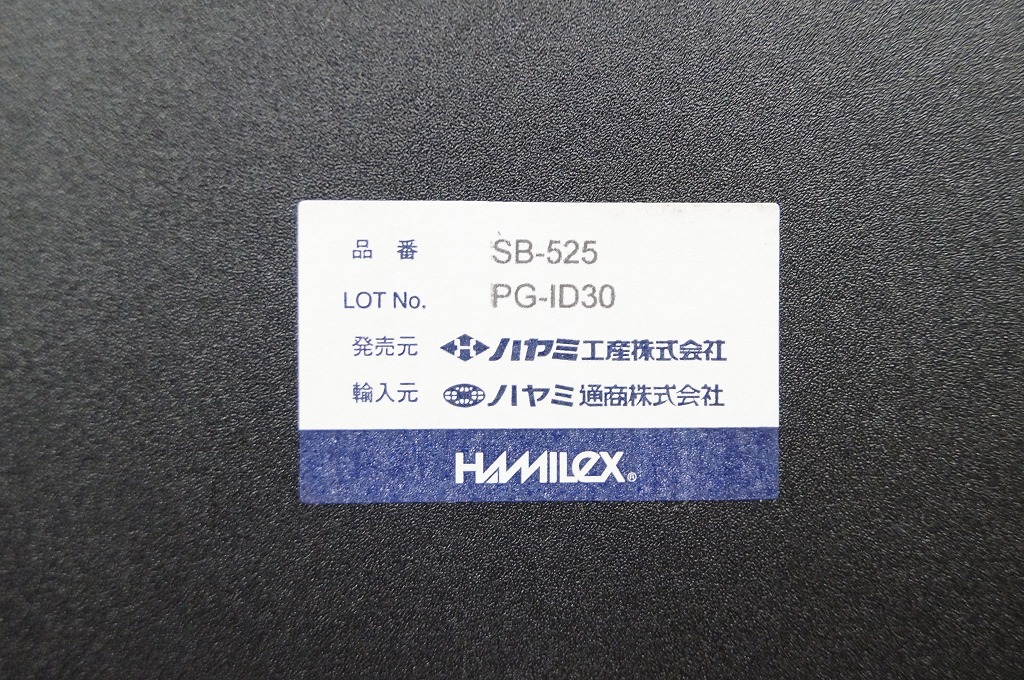 品 番 SB-525
LOT No. PG-ID30
発売元 ハヤミ工産株式会社
輸入元 ハヤミ通商株式会社
HAMILEX®